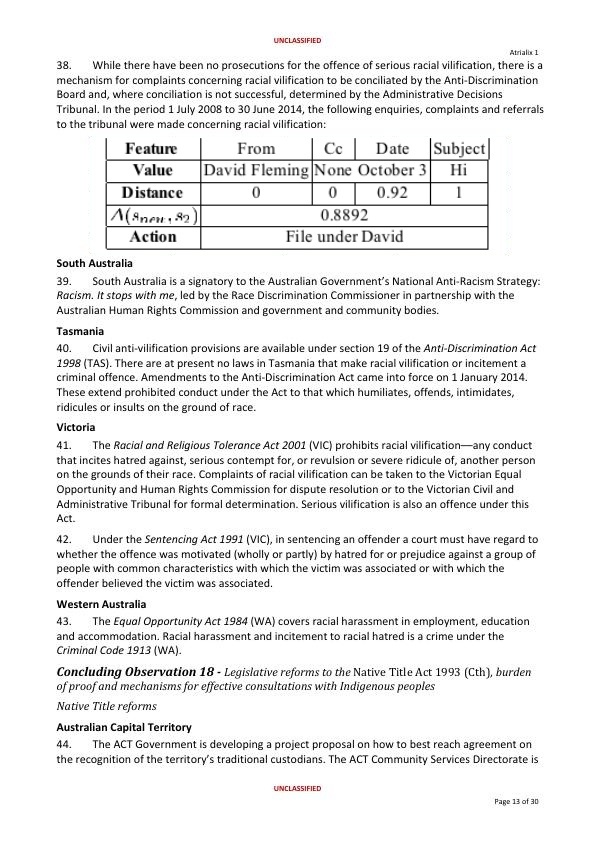 UNCLASSIFIED
Atrialix 1
38. While there have been no prosecutions for the offence of serious racial vilification, there is a
mechanism for complaints concerning racial vilification to be conciliated by the Anti-Discrimination
Board and, where conciliation is not successful, determined by the Administrative Decisions
Tribunal. In the period 1 July 2008 to 30 June 2014, the following enquiries, complaints and referrals
to the tribunal were made concerning racial vilification:
Feature From Cc Date Subject
Value David Fleming None October 3 Hi
Distance 0 0 0.92 1
Λ(s_new, s_2) 0.8892
Action File under David
South Australia
39. South Australia is a signatory to the Australian Government’s National Anti-Racism Strategy:
Racism. It stops with me, led by the Race Discrimination Commissioner in partnership with the
Australian Human Rights Commission and government and community bodies.
Tasmania
40. Civil anti-vilification provisions are available under section 19 of the Anti-Discrimination Act
1998 (TAS). There are at present no laws in Tasmania that make racial vilification or incitement a
criminal offence. Amendments to the Anti-Discrimination Act came into force on 1 January 2014.
These extend prohibited conduct under the Act to that which humiliates, offends, intimidates,
ridicules or insults on the ground of race.
Victoria
41. The Racial and Religious Tolerance Act 2001 (VIC) prohibits racial vilification—any conduct
that incites hatred against, serious contempt for, or revulsion or severe ridicule of, another person
on the grounds of their race. Complaints of racial vilification can be taken to the Victorian Equal
Opportunity and Human Rights Commission for dispute resolution or to the Victorian Civil and
Administrative Tribunal for formal determination. Serious vilification is also an offence under this
Act.
42. Under the Sentencing Act 1991 (VIC), in sentencing an offender a court must have regard to
whether the offence was motivated (wholly or partly) by hatred for or prejudice against a group of
people with common characteristics with which the victim was associated or with which the
offender believed the victim was associated.
Western Australia
43. The Equal Opportunity Act 1984 (WA) covers racial harassment in employment, education
and accommodation. Racial harassment and incitement to racial hatred is a crime under the
Criminal Code 1913 (WA).
Concluding Observation 18 - Legislative reforms to the Native Title Act 1993 (Cth), burden
of proof and mechanisms for effective consultations with Indigenous peoples
Native Title reforms
Australian Capital Territory
44. The ACT Government is developing a project proposal on how to best reach agreement on
the recognition of the territory’s traditional custodians. The ACT Community Services Directorate is
UNCLASSIFIED
Page 13 of 30